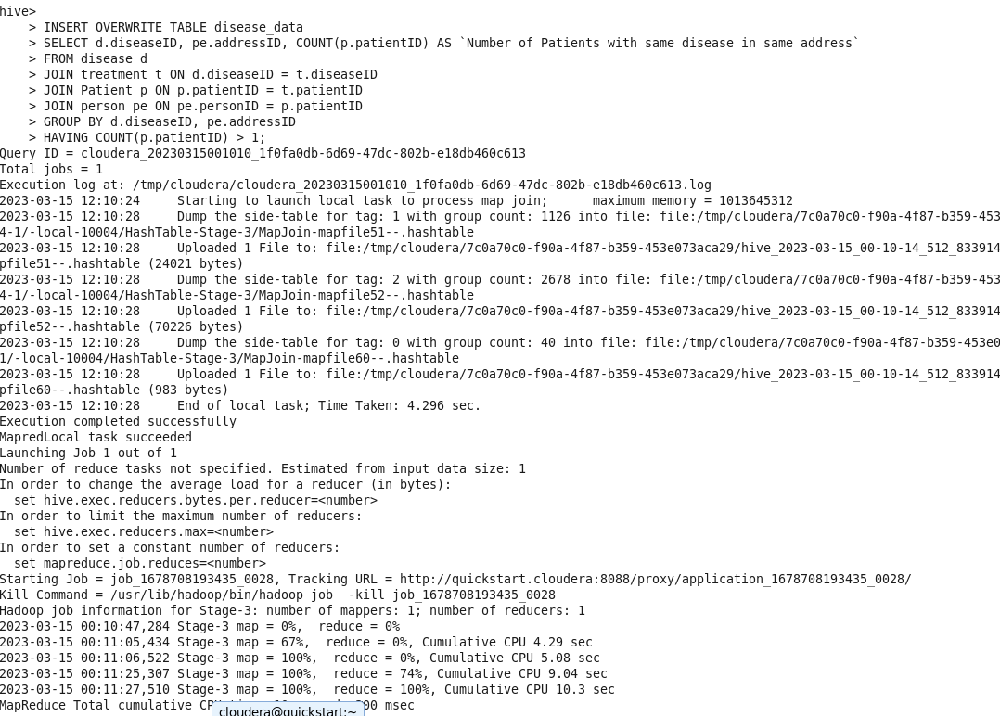 hive>
    > INSERT OVERWRITE TABLE disease_data
    > SELECT d.diseaseID, pe.addressID, COUNT(p.patientID) AS `Number of Patients with same disease in same address`
    > FROM disease d
    > JOIN treatment t ON d.diseaseID = t.diseaseID
    > JOIN Patient p ON p.patientID = t.patientID
    > JOIN person pe ON pe.personID = p.patientID
    > GROUP BY d.diseaseID, pe.addressID
    > HAVING COUNT(p.patientID) > 1;
Query ID = cloudera_20230315001010_1f0fa0db-6d69-47dc-802b-e18db460c613
Total jobs = 1
Execution log at: /tmp/cloudera/cloudera_20230315001010_1f0fa0db-6d69-47dc-802b-e18db460c613.log
2023-03-15 12:10:24     Starting to launch local task to process map join;      maximum memory = 1013645312
2023-03-15 12:10:28     Dump the side-table for tag: 1 with group count: 1126 into file: file:/tmp/cloudera/7c0a70c0-f90a-4f87-b359-453
4-1/-local-10004/HashTable-Stage-3/MapJoin-mapfile51--.hashtable
2023-03-15 12:10:28     Uploaded 1 File to: file:/tmp/cloudera/7c0a70c0-f90a-4f87-b359-453e073aca29/hive_2023-03-15_00-10-14_512_833914
pfile51--.hashtable (24021 bytes)
2023-03-15 12:10:28     Dump the side-table for tag: 2 with group count: 2678 into file: file:/tmp/cloudera/7c0a70c0-f90a-4f87-b359-453
4-1/-local-10004/HashTable-Stage-3/MapJoin-mapfile52--.hashtable
2023-03-15 12:10:28     Uploaded 1 File to: file:/tmp/cloudera/7c0a70c0-f90a-4f87-b359-453e073aca29/hive_2023-03-15_00-10-14_512_833914
pfile52--.hashtable (70226 bytes)
2023-03-15 12:10:28     Dump the side-table for tag: 0 with group count: 40 into file: file:/tmp/cloudera/7c0a70c0-f90a-4f87-b359-453e0
1/-local-10004/HashTable-Stage-3/MapJoin-mapfile60--.hashtable
2023-03-15 12:10:28     Uploaded 1 File to: file:/tmp/cloudera/7c0a70c0-f90a-4f87-b359-453e073aca29/hive_2023-03-15_00-10-14_512_833914
pfile60--.hashtable (983 bytes)
2023-03-15 12:10:28     End of local task; Time Taken: 4.296 sec.
Execution completed successfully
MapredLocal task succeeded
Launching Job 1 out of 1
Number of reduce tasks not specified. Estimated from input data size: 1
In order to change the average load for a reducer (in bytes):
  set hive.exec.reducers.bytes.per.reducer=<number>
In order to limit the maximum number of reducers:
  set hive.exec.reducers.max=<number>
In order to set a constant number of reducers:
  set mapreduce.job.reduces=<number>
Starting Job = job_1678708193435_0028, Tracking URL = http://quickstart.cloudera:8088/proxy/application_1678708193435_0028/
Kill Command = /usr/lib/hadoop/bin/hadoop job  -kill job_1678708193435_0028
Hadoop job information for Stage-3: number of mappers: 1; number of reducers: 1
2023-03-15 00:10:47,284 Stage-3 map = 0%,  reduce = 0%
2023-03-15 00:11:05,434 Stage-3 map = 67%,  reduce = 0%, Cumulative CPU 4.29 sec
2023-03-15 00:11:06,522 Stage-3 map = 100%,  reduce = 0%, Cumulative CPU 5.08 sec
2023-03-15 00:11:25,307 Stage-3 map = 100%,  reduce = 74%, Cumulative CPU 9.04 sec
2023-03-15 00:11:27,510 Stage-3 map = 100%,  reduce = 100%, Cumulative CPU 10.3 sec
MapReduce Total cumulative msec
cloudera@quickstart:~